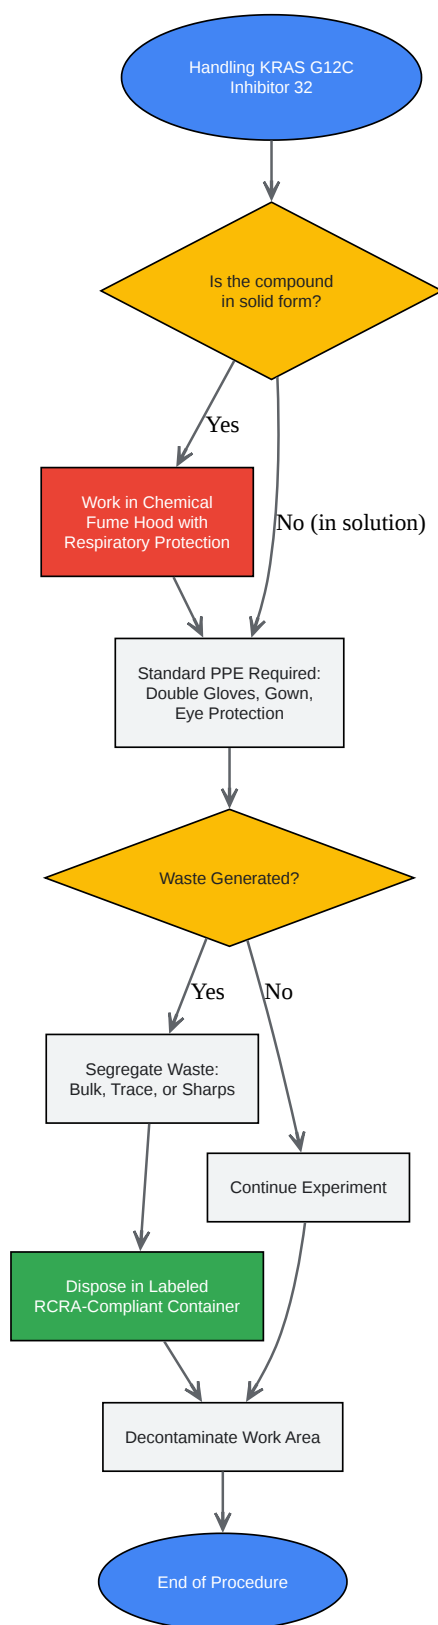 Handling KRAS G12C
Inhibitor 32
Is the compound
in solid form?
Yes
Work in Chemical
Fume Hood with
Respiratory Protection
No (in solution)
Standard PPE Required:
Double Gloves, Gown,
Eye Protection
Waste Generated?
Yes
No
Segregate Waste:
Bulk, Trace, or Sharps
Continue Experiment
Dispose in Labeled
RCRA-Compliant Container
Decontaminate Work Area
End of Procedure